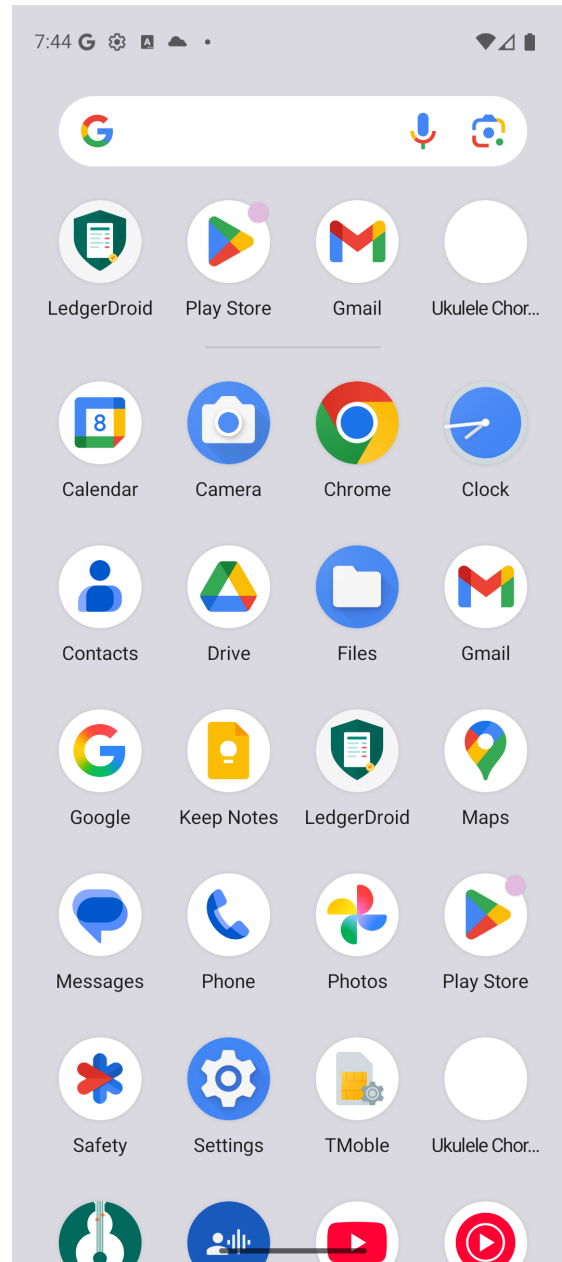 7:44
LedgerDroid Play Store Gmail Ukulele Chor...
8
Calendar Camera Chrome Clock
Contacts Drive Files Gmail
Google Keep Notes LedgerDroid Maps
Messages Phone Photos Play Store
Safety Settings TMoble Ukulele Chor...